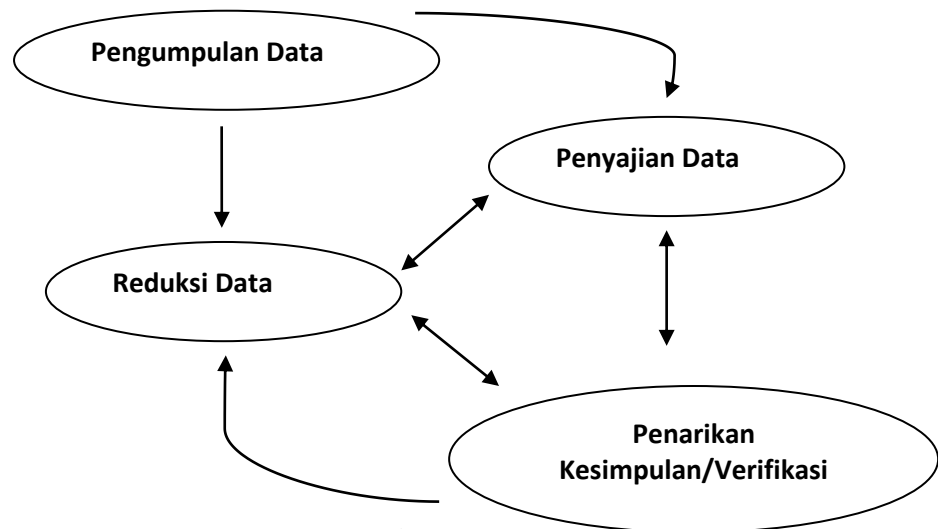 Pengumpulan Data
Penyajian Data
Reduksi Data
Penarikan
Kesimpulan/Verifikasi